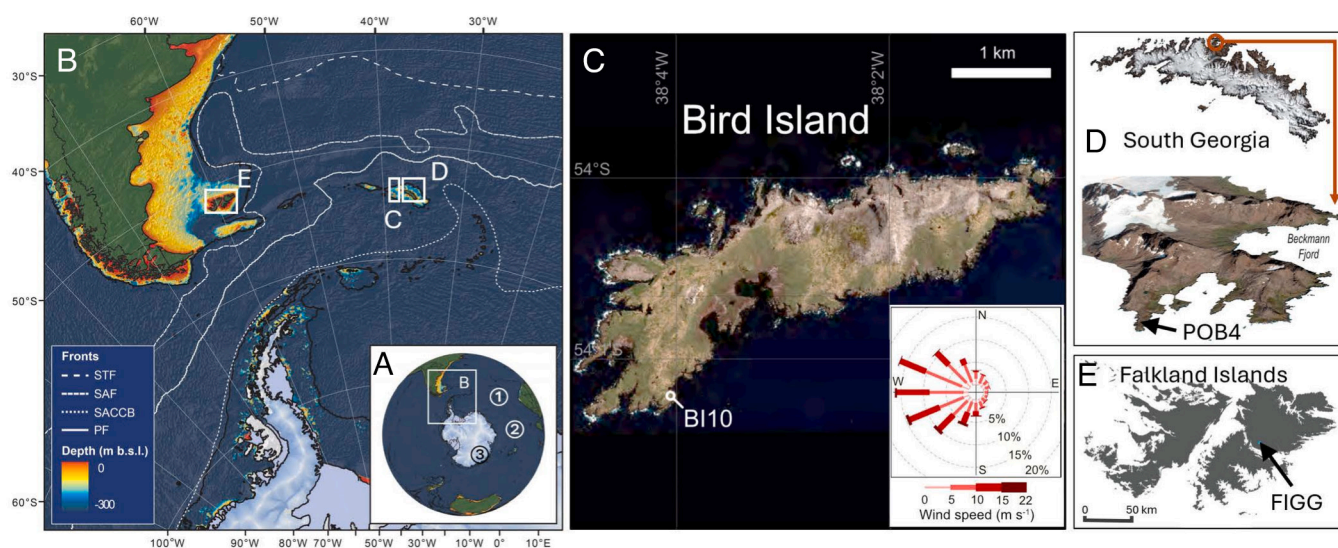 60°W 50°W 40°W 30°W
B
30°S
40°S
50°S
60°S
E
D
C
Fronts
STF
SAF
SACCB
PF
Depth (m b.s.l.)
0
-300
A
B
①
②
③
100°W 90°W 80°W 70°W 60°W 50°W 40°W 30°W 20°W 10°W 0° 10°E
C
1 km
38°4'W
38°2'W
Bird Island
54°S
54°S
BI10
N
W
E
S
5%
10%
15%
20%
0 5 10 15 22
Wind speed (m s⁻¹)
D
South Georgia
Beckmann
Fjord
POB4
E
Falkland Islands
FIGG
0 50 km